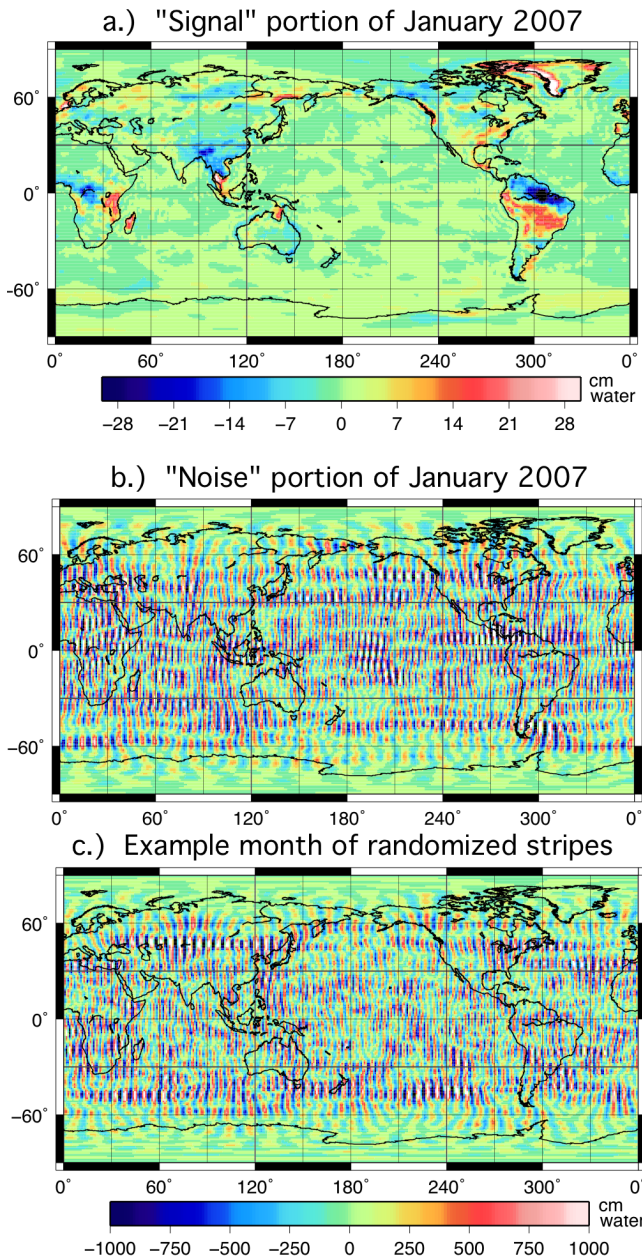 a.) "Signal" portion of January 2007
60°
0°
-60°
0° 60° 120° 180° 240° 300° 0°
cm
water
−28 −21 −14 −7 0 7 14 21 28
b.) "Noise" portion of January 2007
60°
0°
−60°
0° 60° 120° 180° 240° 300° 0°
c.) Example month of randomized stripes
60°
0°
−60°
0° 60° 120° 180° 240° 300° 0°
cm
water
−1000 −750 −500 −250 0 250 500 750 1000